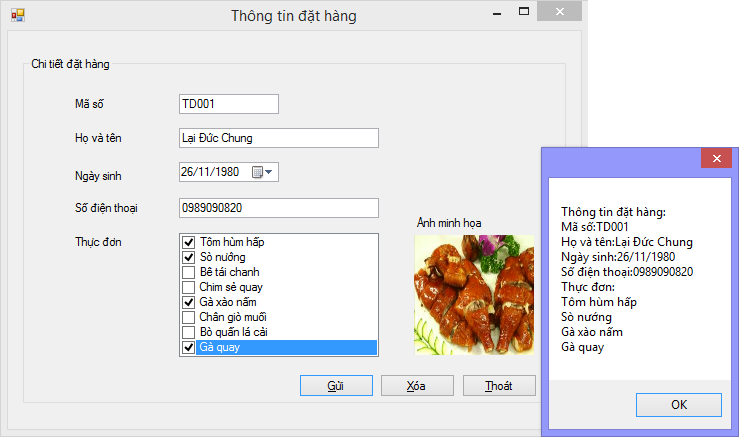 Thông tin đặt hàng
Chi tiết đặt hàng
Mã số
TD001
Họ và tên
Lại Đức Chung
Ngày sinh
26/11/1980
Số điện thoại
0989090820
Thực đơn
Tôm hùm hấp
Sò nướng
Bê tái chanh
Chim sẻ quay
Gà xào nấm
Chân giò muối
Bò quấn lá cải
Gà quay
Ảnh minh họa
Gửi
Xóa
Thoát
Thông tin đặt hàng:
Mã số:TD001
Họ và tên:Lại Đức Chung
Ngày sinh:26/11/1980
Số điện thoại:0989090820
Thực đơn:
Tôm hùm hấp
Sò nướng
Gà xào nấm
Gà quay
OK